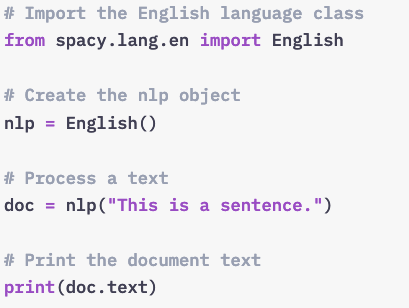 # Import the English language class
from spacy.lang.en import English
# Create the nlp object
nlp = English()
# Process a text
doc = nlp("This is a sentence.")
# Print the document text
print(doc.text)